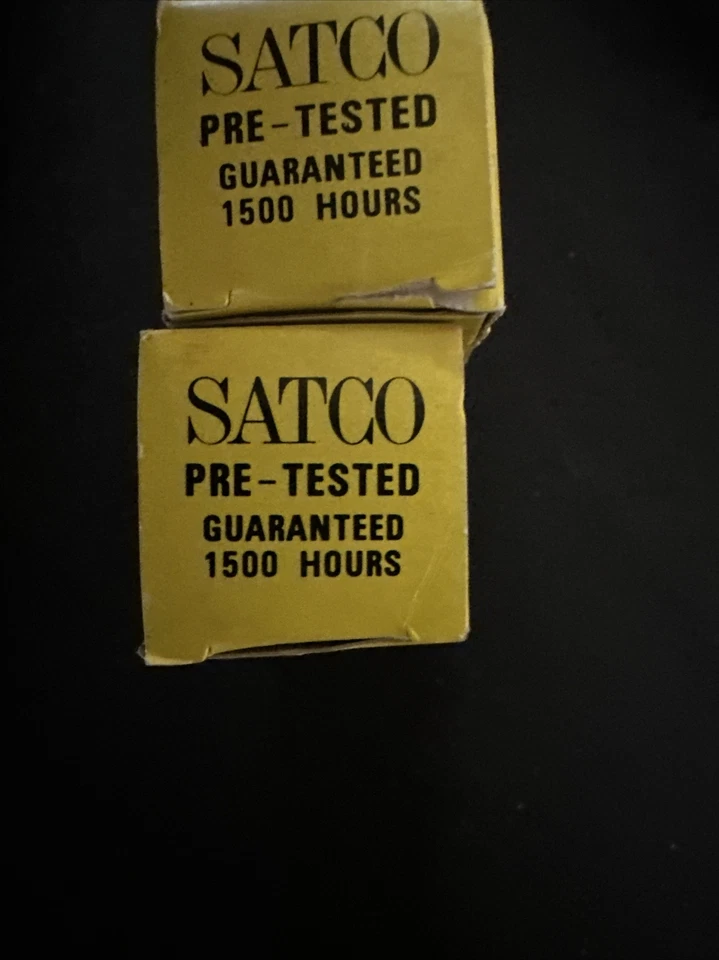 SATCO
PRE-TESTED
GUARANTEED
1500 HOURS
SATCO
PRE-TESTED
GUARANTEED
1500 HOURS